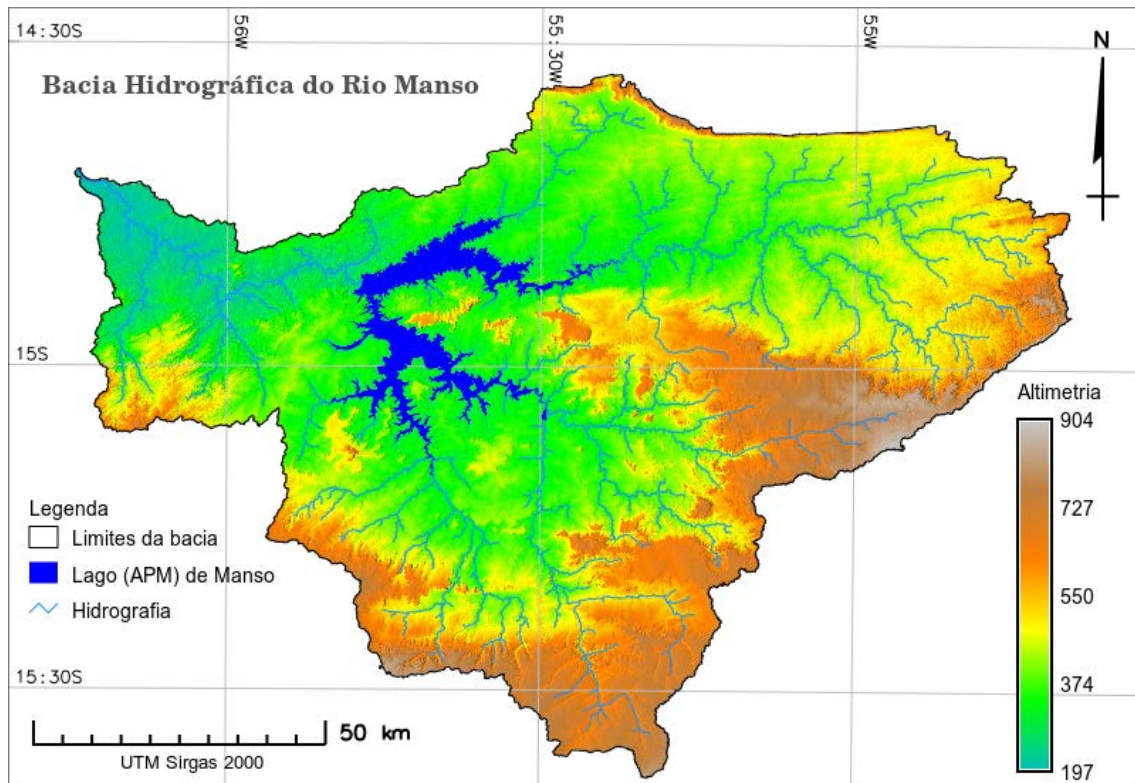 14:30S
56W
55:30W
55W
N
Bacia Hidrográfica do Rio Manso
15S
Altimetria
904
727
550
374
197
Legenda
Limites da bacia
Lago (APM) de Manso
Hidrografia
15:30S
50 km
UTM Sirgas 2000